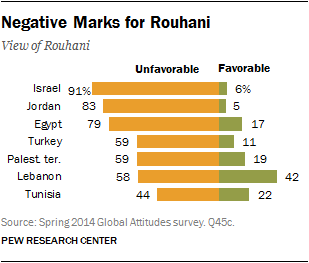 Negative Marks for Rouhani
View of Rouhani
Unfavorable Favorable
Israel 91% 6%
Jordan 83 5
Egypt 79 17
Turkey 59 11
Palest. ter. 59 19
Lebanon 58 42
Tunisia 44 22
Source: Spring 2014 Global Attitudes survey. Q45c.
PEW RESEARCH CENTER